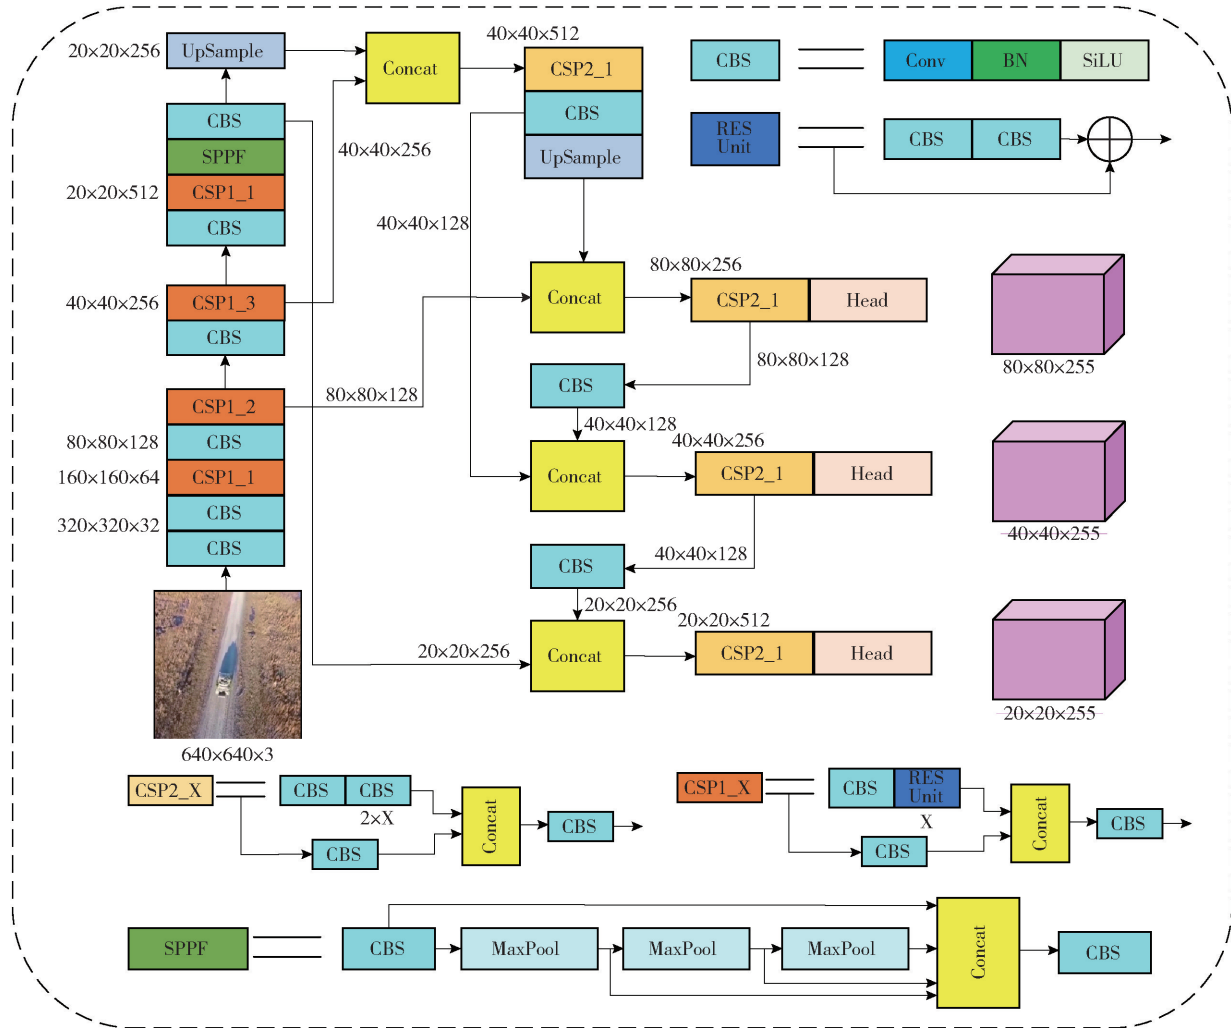 20×20×256
UpSample
Concat
40×40×512
CSP2_1
CBS
UpSample
CBS
Conv
BN
SiLU
RES
Unit
CBS
CBS
CBS
SPPF
20×20×512
CSP1_1
CBS
40×40×256
40×40×128
40×40×256
CSP1_3
CBS
Concat
80×80×256
CSP2_1
Head
80×80×255
80×80×128
CBS
80×80×128
CSP1_2
80×80×128
CBS
160×160×64
CSP1_1
320×320×32
CBS
CBS
40×40×128
Concat
40×40×256
CSP2_1
Head
40×40×255
40×40×128
CBS
20×20×256
20×20×256
Concat
20×20×512
CSP2_1
Head
20×20×255
640×640×3
CSP2_X
CBS
CBS
2×X
CBS
Concat
CBS
CSP1_X
CBS
RES
Unit
X
CBS
Concat
CBS
SPPF
CBS
MaxPool
MaxPool
MaxPool
Concat
CBS